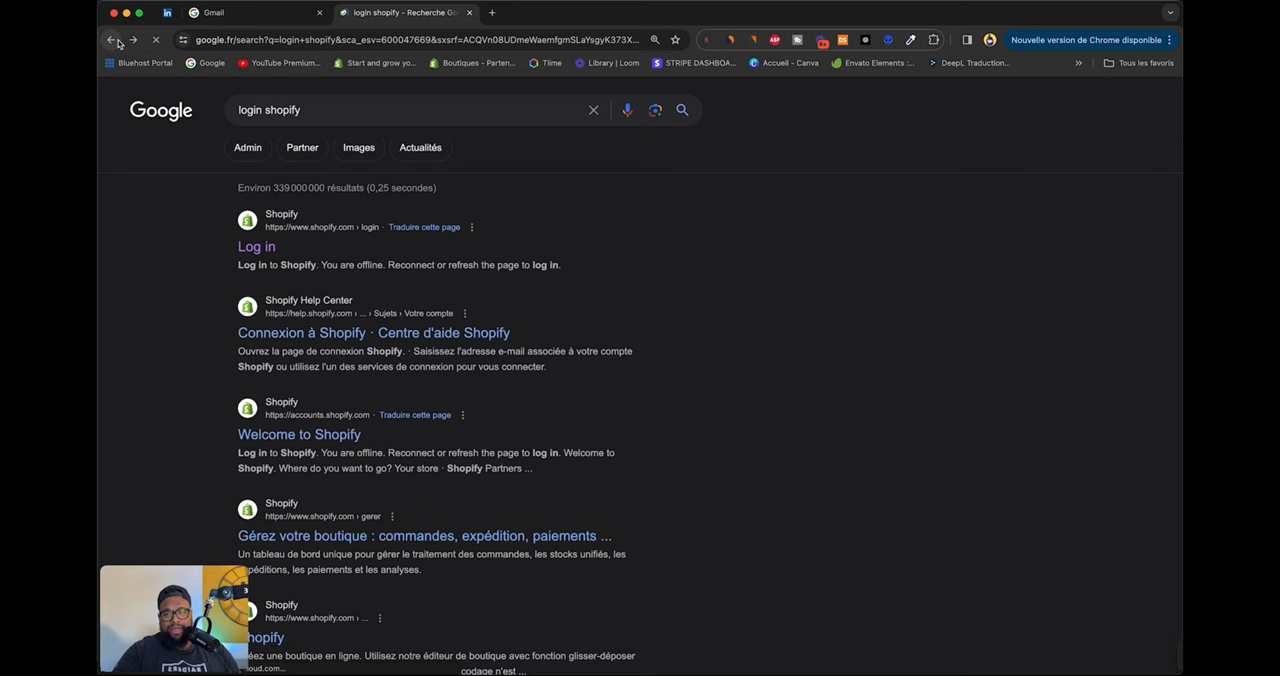 Gmail
login shopify - Recherche Go
google.fr/search?q=login+shopify&sca_esv=600047669&sxsrf=ACQVn08UDmeWaemfgmSLaYsgyK373X...
Nouvelle version de Chrome disponible
Bluehost Portal
Google
YouTube Premium...
Start and grow yo...
Boutiques - Parten...
Tiime
Library | Loom
STRIPE DASHBOA...
Accueil - Canva
Envato Elements :...
DeepL Traduction...
Tous les favoris
Google
login shopify
Admin
Partner
Images
Actualités
Environ 339 000 000 résultats (0,25 secondes)
Shopify
https://www.shopify.com › login · Traduire cette page
Log in
Log in to Shopify. You are offline. Reconnect or refresh the page to log in.
Shopify Help Center
https://help.shopify.com › ... › Sujets › Votre compte
Connexion à Shopify · Centre d'aide Shopify
Ouvrez la page de connexion Shopify. · Saisissez l'adresse e-mail associée à votre compte
Shopify ou utilisez l'un des services de connexion pour vous connecter.
Shopify
https://accounts.shopify.com · Traduire cette page
Welcome to Shopify
Log in to Shopify. You are offline. Reconnect or refresh the page to log in. Welcome to
Shopify. Where do you want to go? Your store · Shopify Partners ...
Shopify
https://www.shopify.com › gerer
Gérez votre boutique : commandes, expédition, paiements ...
Un tableau de bord unique pour gérer le traitement des commandes, les stocks unifiés, les
péditions, les paiements et les analyses.
Shopify
https://www.shopify.com › ...
hopify
éez une boutique en ligne. Utilisez notre éditeur de boutique avec fonction glisser-déposer
codage n'est ...
loud.com...
RAIDERS